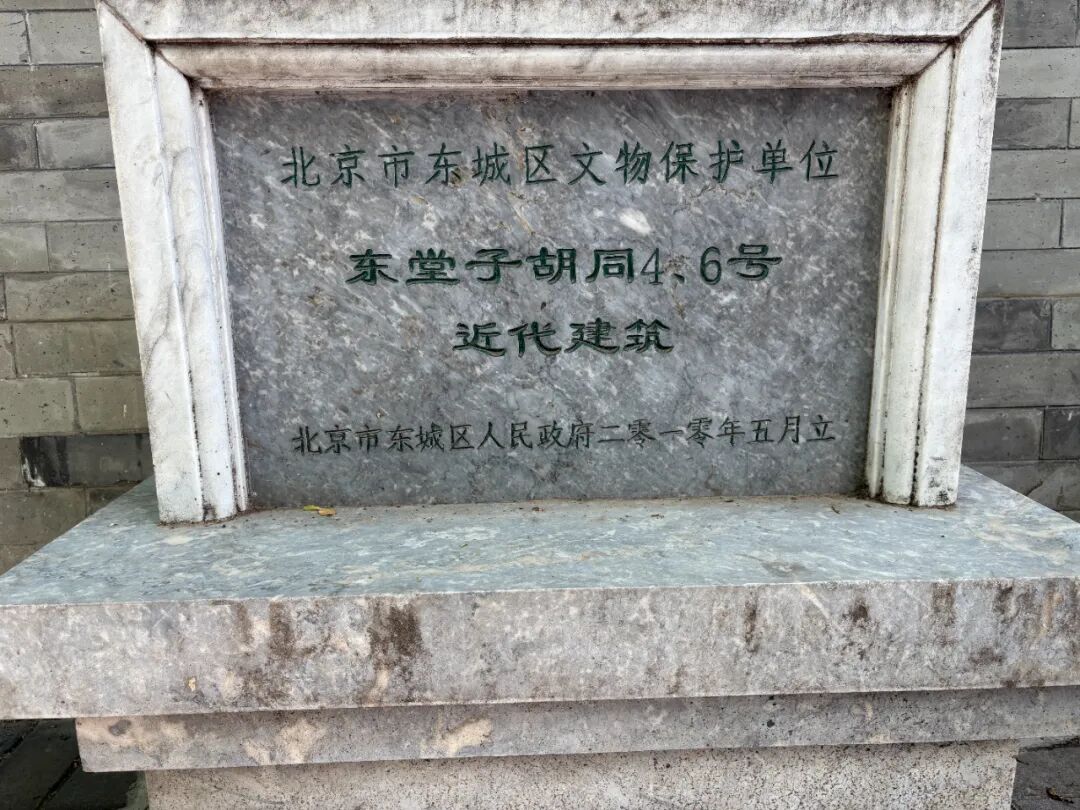 北京市东城区文物保护单位
东堂子胡同4、6号
近代建筑
北京市东城区人民政府二零一零年五月立